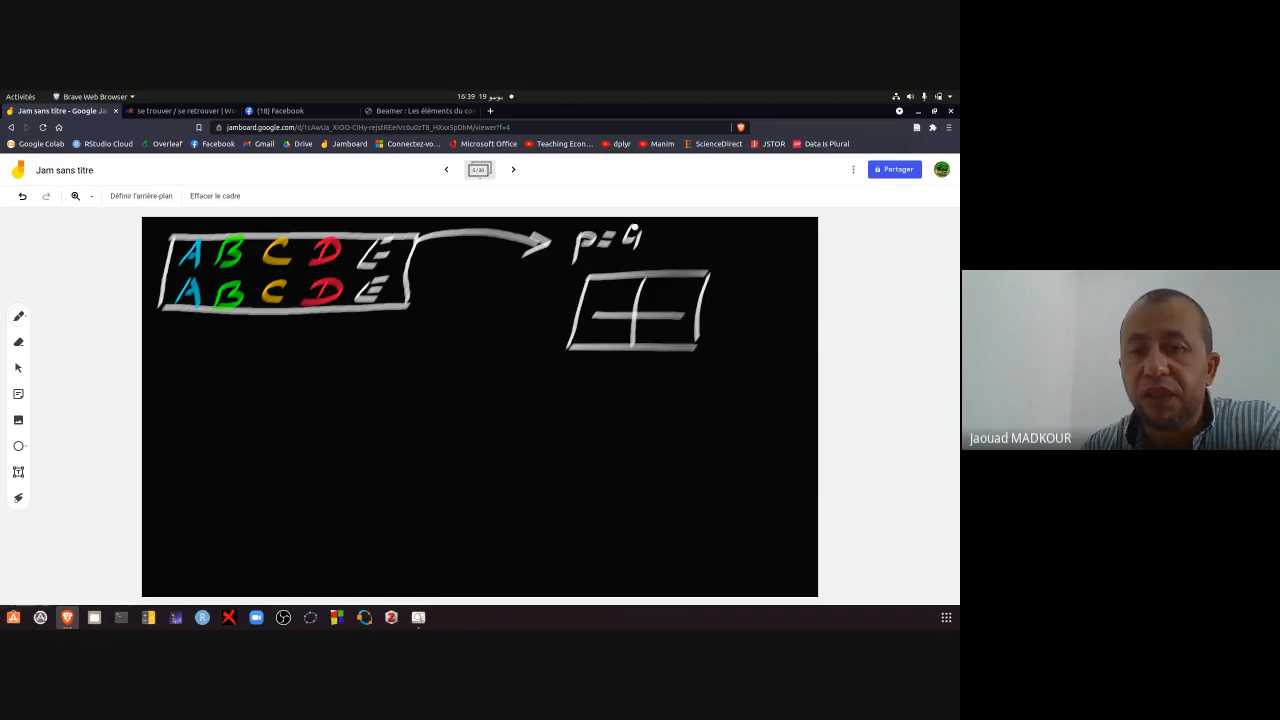 Activités
Brave Web Browser
16:39 19 يونيو
Jam sans titre - Google Ja
se trouver / se retrouver | Wo
(18) Facebook
Beamer : Les éléments du co
Google Colab
RStudio Cloud
Overleaf
Facebook
Gmail
Drive
Jamboard
Connectez-vo...
Microsoft Office
Teaching Econ...
dplyr
Manim
ScienceDirect
JSTOR
Data Is Plural
Jam sans titre
Partager
Définir l'arrière-plan
Effacer le cadre
A B C D E
A B C D E
p=4
Jaouad MADKOUR